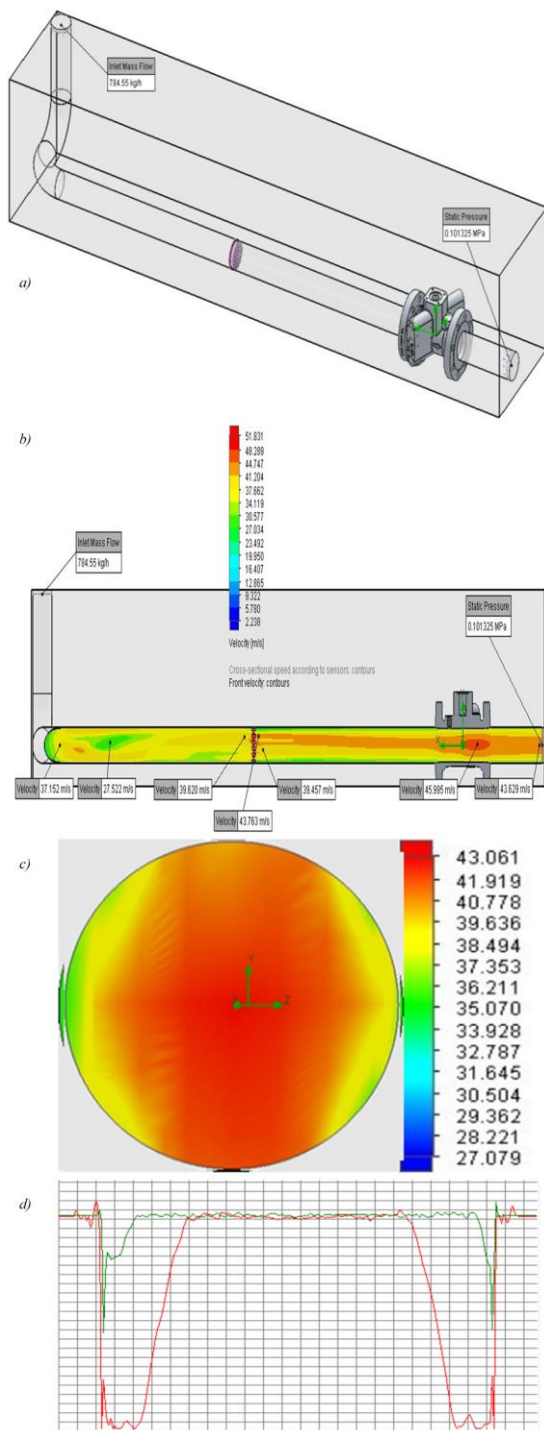 Inlet Mass Flow
784.55 kg/h
Static Pressure
0.101325 MPa
a)
b)
51.831
48.289
44.747
41.204
37.662
34.119
30.577
27.034
23.492
19.950
16.407
12.865
9.322
5.780
2.238
Velocity [m/s]
Cross-sectional speed according to sensors: contours
Front velocity: contours
Inlet Mass Flow
784.55 kg/h
Static Pressure
0.101325 MPa
X
Velocity 37.152 m/s
Velocity 27.522 m/s
Velocity 39.620 m/s
Velocity 39.457 m/s
Velocity 45.995 m/s
Velocity 43.629 m/s
Velocity 43.763 m/s
c)
43.061
41.919
40.778
39.636
38.494
37.353
36.211
35.070
33.928
32.787
31.645
30.504
29.362
28.221
27.079
Y
X
Z
d)